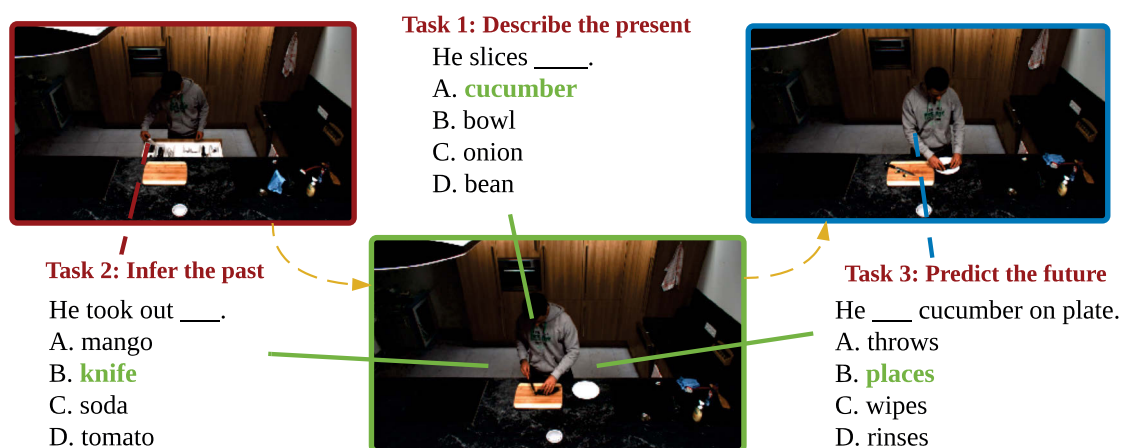 Task 1: Describe the present
He slices ____.
A. cucumber
B. bowl
C. onion
D. bean
Task 2: Infer the past
He took out ___.
A. mango
B. knife
C. soda
D. tomato
Task 3: Predict the future
He ___ cucumber on plate.
A. throws
B. places
C. wipes
D. rinses